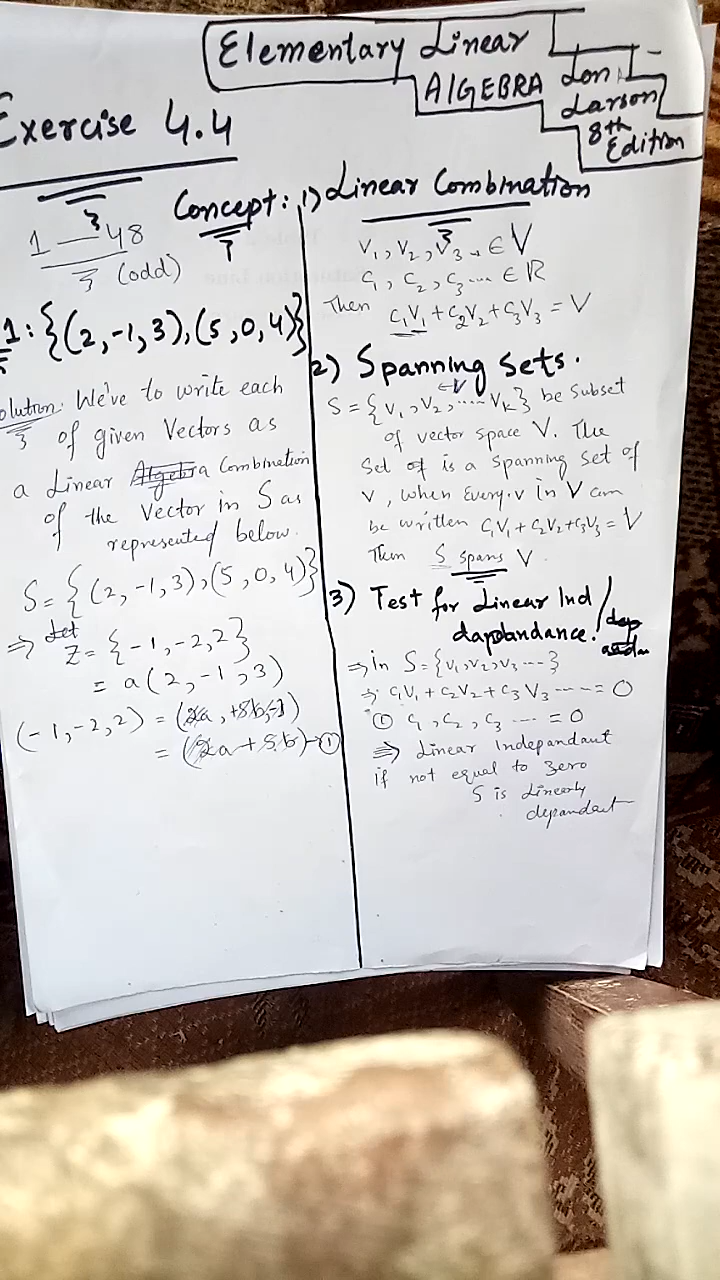 Elementary Linear
ALGEBRA Lon
Larson
8th
Edition
Exercise 4.4
1 — 48
(odd)
Concept: 1) Linear Combination
V₁, V₂, V₃ .. ∈ V
C₁, C₂, C₃ .... ∈ R
Then C₁V₁ + C₂V₂ + C₃V₃ = V
2) Spanning Sets.
S = {V₁, V₂, .... Vₖ} be subset
of vector space V. The
Set of is a spanning set of
V, when every v in V can
be written C₁V₁ + C₂V₂ + C₃V₃ = V
Then S spans V
3) Test for Linear Ind/dep
⇒ in S = {V₁, V₂, V₃ ---}
⇒ C₁V₁ + C₂V₂ + C₃V₃ ---- = 0
① C₁, C₂, C₃ .... = 0
⇒ Linear Independant
if not equal to zero
S is Linearly
dependant
1: {(2,-1,3),(5,0,4)}
olution: We've to write each
of given Vectors as
a Linear Combination
of the Vector in S as
represented below.
S = {(2,-1,3),(5,0,4)}
⇒ Let
Z = {-1,-2,2}
= a(2,-1,3)
(-1,-2,2) =